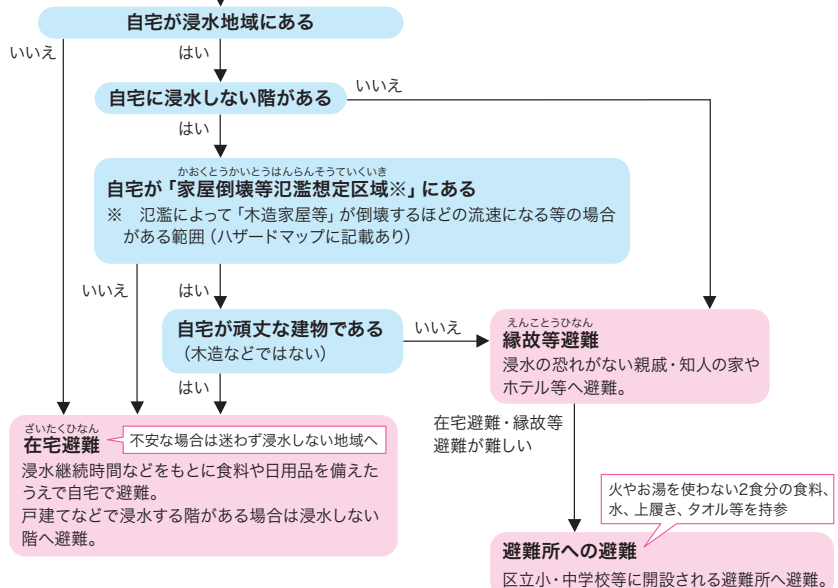 自宅が浸水地域にある
いいえ
はい
自宅に浸水しない階がある
いいえ
はい
かおくとうかいとうはんらんそうていくいき
自宅が「家屋倒壊等氾濫想定区域※」にある
※ 氾濫によって「木造家屋等」が倒壊するほどの流速になる等の場合
がある範囲(ハザードマップに記載あり)
いいえ
はい
自宅が頑丈な建物である
(木造などではない)
いいえ
はい
えんことうひなん
縁故等避難
浸水の恐れがない親戚・知人の家や
ホテル等へ避難。
ざいたくひなん
在宅避難
不安な場合は迷わず浸水しない地域へ
浸水継続時間などをもとに食料や日用品を備えた
うえで自宅で避難。
戸建てなどで浸水する階がある場合は浸水しない
階へ避難。
在宅避難・縁故等
避難が難しい
火やお湯を使わない2食分の食料、
水、上履き、タオル等を持参
避難所への避難
区立小・中学校等に開設される避難所へ避難。